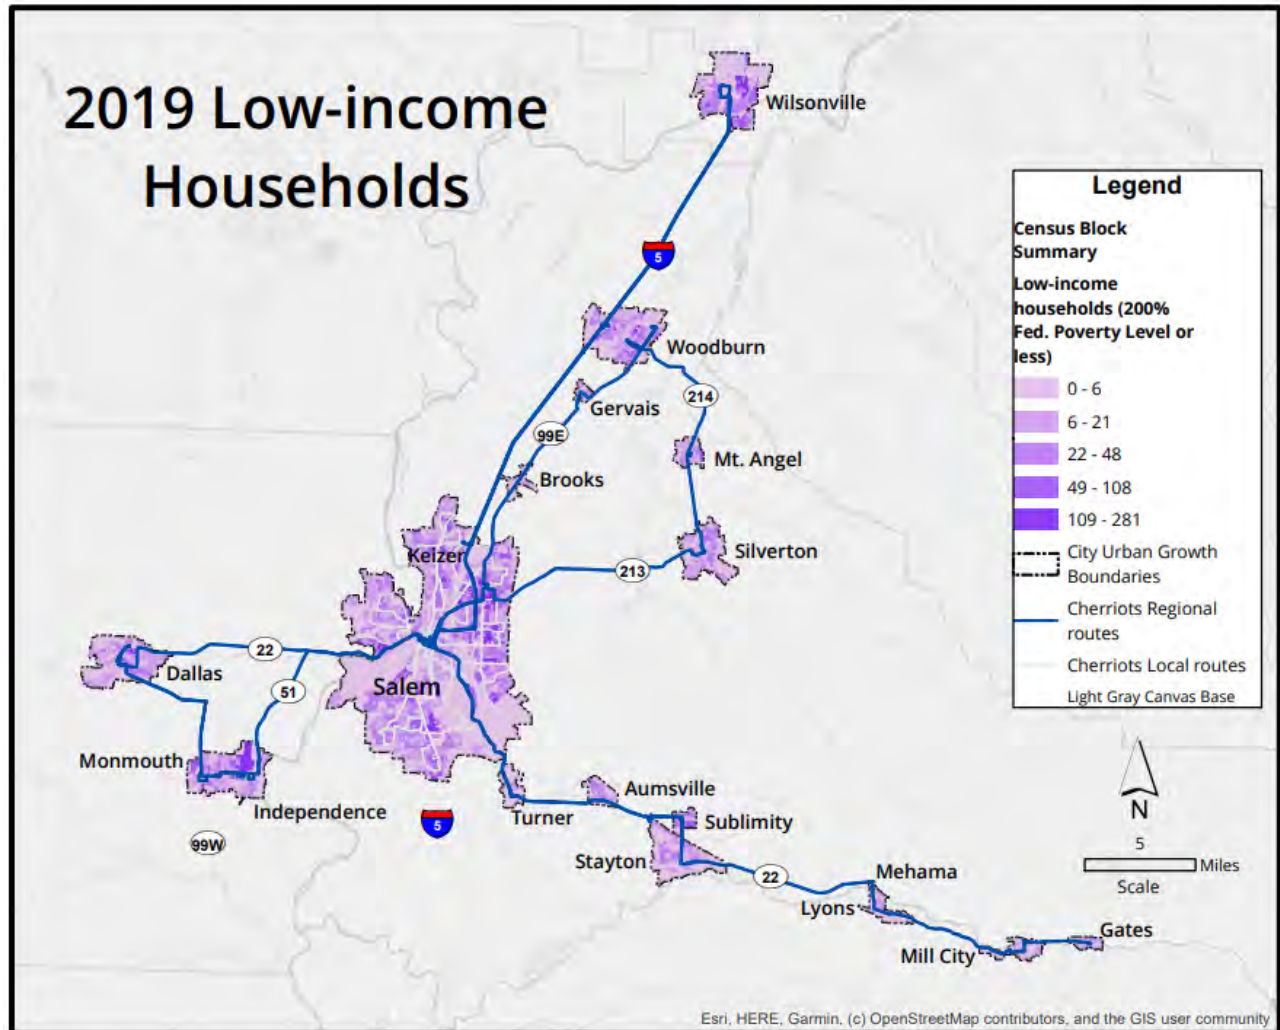 2019 Low-income
Households
Wilsonville
5
Woodburn
214
Gervais
99E
Mt. Angel
Brooks
Keizer
Silverton
213
22
Dallas
51
Salem
Monmouth
Independence
5
99W
Turner
Aumsville
Sublimity
Stayton
22
Mehama
Lyons
Mill City
Gates
Legend
Census Block
Summary
Low-income
households (200%
Fed. Poverty Level or
less)
0 - 6
6 - 21
22 - 48
49 - 108
109 - 281
City Urban Growth
Boundaries
Cherriots Regional
routes
Cherriots Local routes
Light Gray Canvas Base
N
5
Miles
Scale
Esri, HERE, Garmin, (c) OpenStreetMap contributors, and the GIS user community